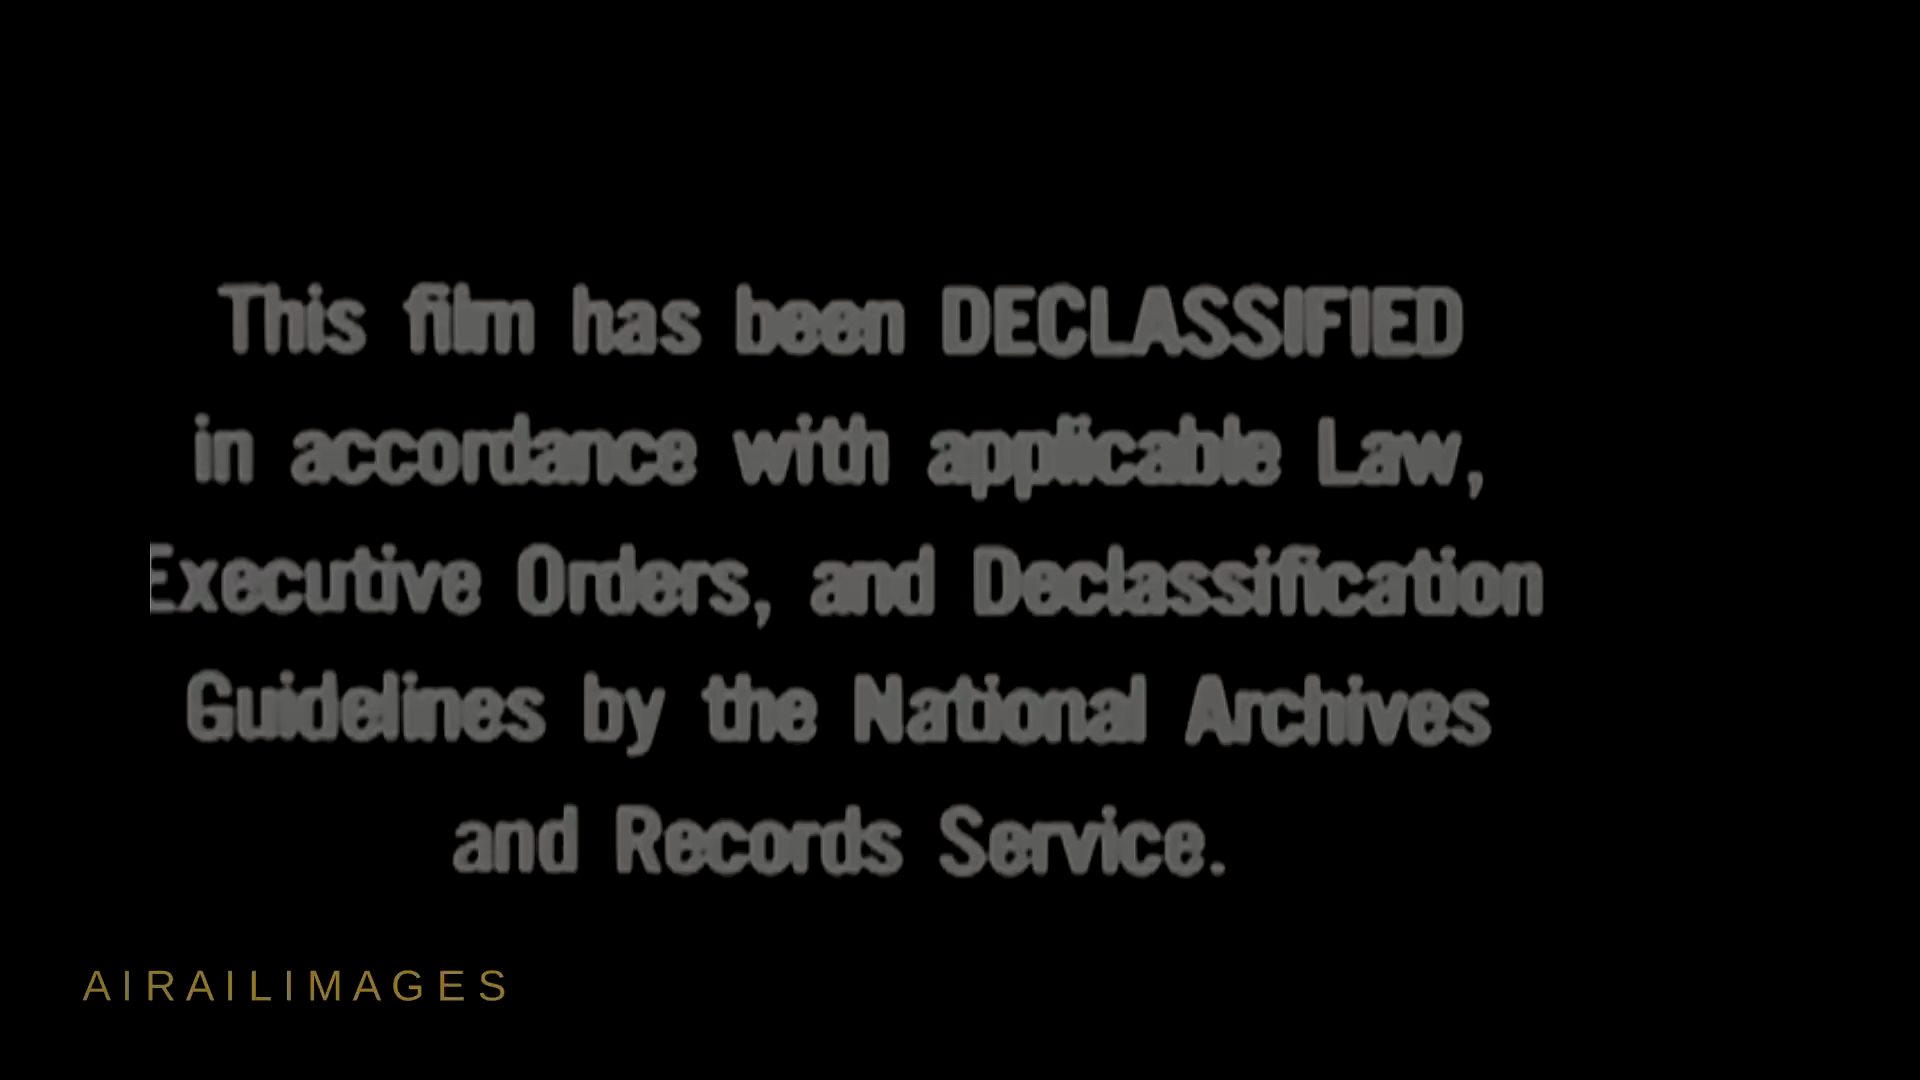 This film has been DECLASSIFIED
in accordance with applicable Law,
Executive Orders, and Declassification
Guidelines by the National Archives
and Records Service.
AIRAILIMAGES